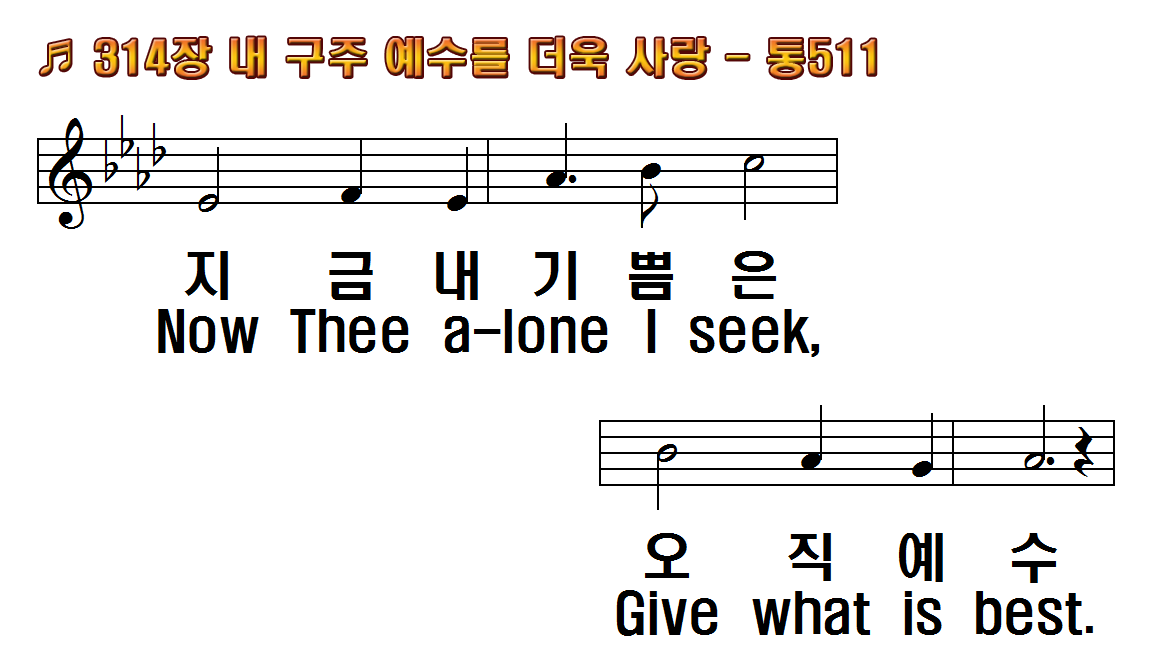 ♬ 314장 내 구주 예수를 더욱 사랑 - 통511
지 금 내 기 쁨 은
Now Thee a-lone I seek,
오 직 예 수
Give what is best.